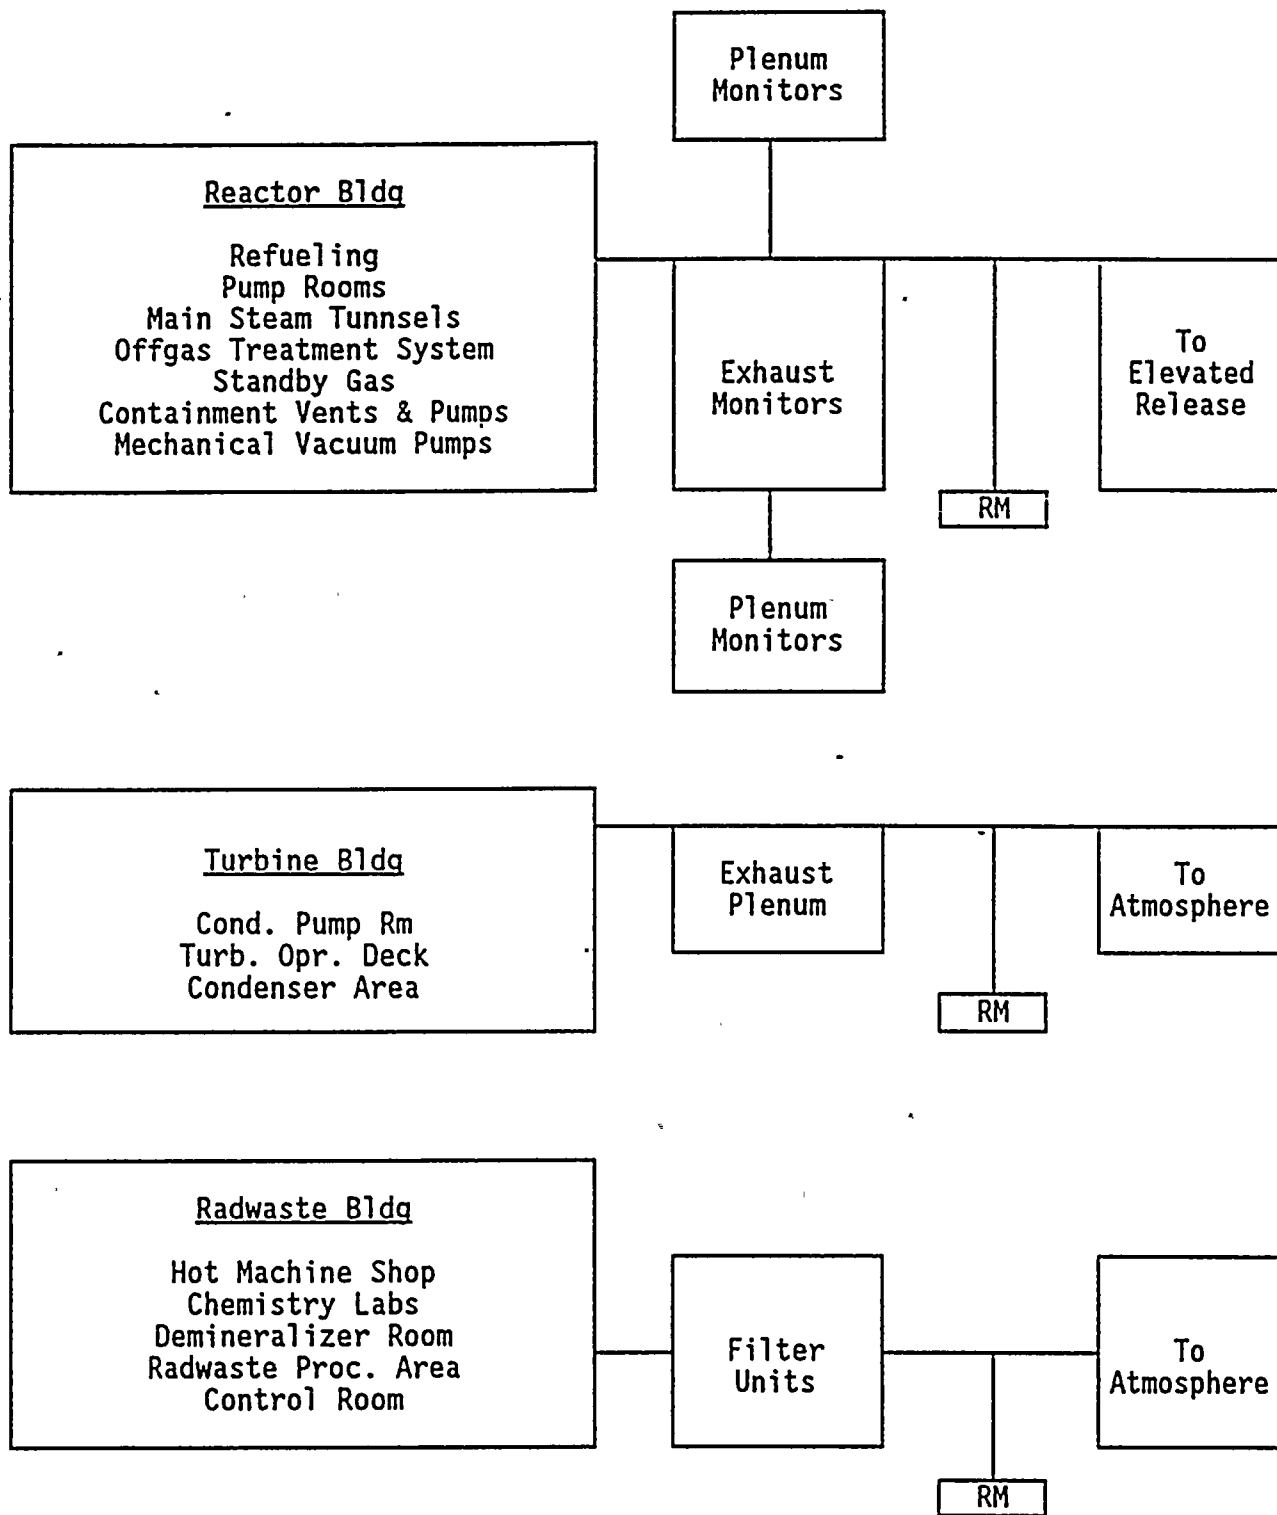 Plenum
Monitors
Reactor Bldg
Refueling
Pump Rooms
Main Steam Tunnsels
Offgas Treatment System
Standby Gas
Containment Vents & Pumps
Mechanical Vacuum Pumps
Exhaust
Monitors
To
Elevated
Release
RM
Plenum
Monitors
Turbine Bldg
Cond. Pump Rm
Turb. Opr. Deck
Condenser Area
Exhaust
Plenum
To
Atmosphere
RM
Radwaste Bldg
Hot Machine Shop
Chemistry Labs
Demineralizer Room
Radwaste Proc. Area
Control Room
Filter
Units
To
Atmosphere
RM